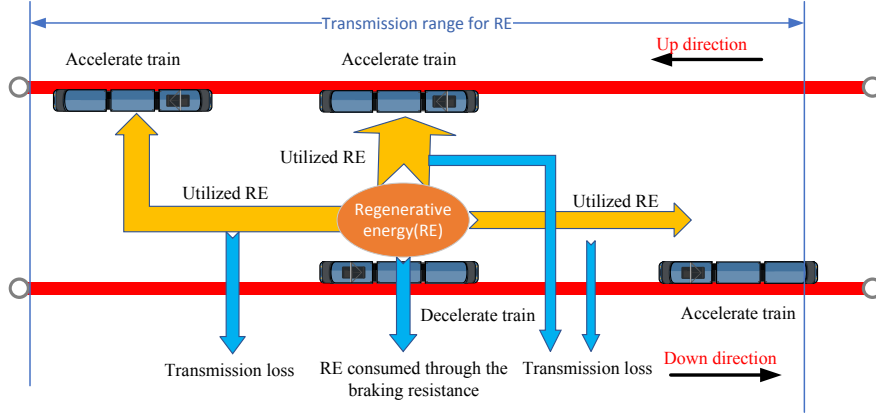 Transmission range for RE
Up direction
Accelerate train
Accelerate train
Utilized RE
Utilized RE
Utilized RE
Regenerative
energy(RE)
Decelerate train
Accelerate train
Transmission loss
RE consumed through the
braking resistance
Transmission loss
Down direction